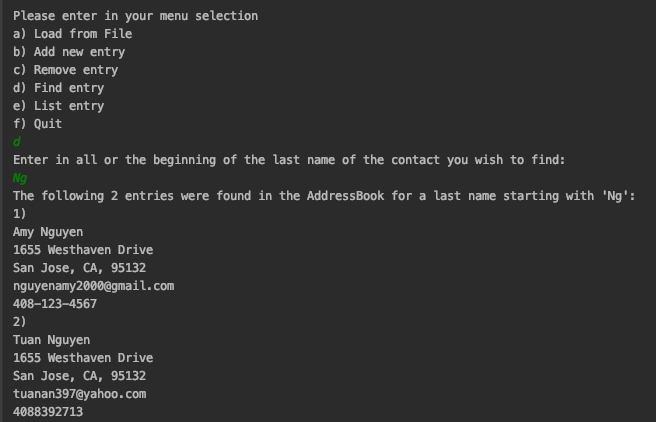 Please enter in your menu selection
a) Load from File
b) Add new entry
c) Remove entry
d) Find entry
e) List entry
f) Quit
d
Enter in all or the beginning of the last name of the contact you wish to find:
Ng
The following 2 entries were found in the AddressBook for a last name starting with 'Ng':
1)
Amy Nguyen
1655 Westhaven Drive
San Jose, CA, 95132
nguyenamy2000@gmail.com
408-123-4567
2)
Tuan Nguyen
1655 Westhaven Drive
San Jose, CA, 95132
tuanan397@yahoo.com
4088392713